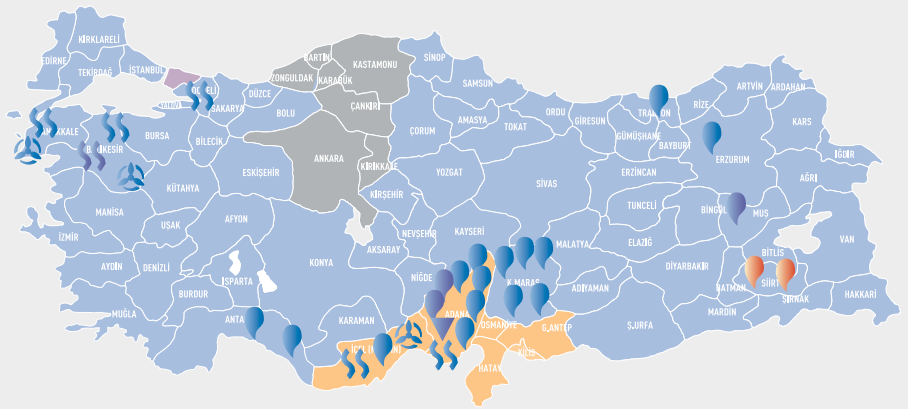 KIRKLARELİ
EDİRNE
TEKİRDAĞ
İSTANBUL
BARTIN
KASTAMONU
SİNOP
ZONGULDAK
KARABÜK
SAMSUN
ARTVİN
ARDAHAN
DÜZCE
ORDU
GİRESUN
RİZE
SAKARYA
BOLU
ÇANKIRI
ÇORUM
AMASYA
TOKAT
GÜMÜŞHANE
BAYBURT
KARS
BURSA
BİLECİK
ERZURUM
IĞDIR
ANKARA
KIRIKKALE
YOZGAT
SİVAS
ERZİNCAN
AĞRI
ESKİŞEHİR
KÜTAHYA
KIRŞEHİR
TUNCELİ
BİNGÖL
MUŞ
MANİSA
UŞAK
AFYON
NEVŞEHİR
KAYSERİ
MALATYA
ELAZIĞ
VAN
İZMİR
AKSARAY
KONYA
BİTLİS
AYDIN
DENİZLİ
ISPARTA
NİĞDE
DİYARBAKIR
BATMAN
SİİRT
BURDUR
K.MARAŞ
ADIYAMAN
ŞIRNAK
HAKKARİ
MUĞLA
KARAMAN
ADANA
OSMANİYE
G.ANTEP
Ş.URFA
MARDİN
KİLİS
HATAY